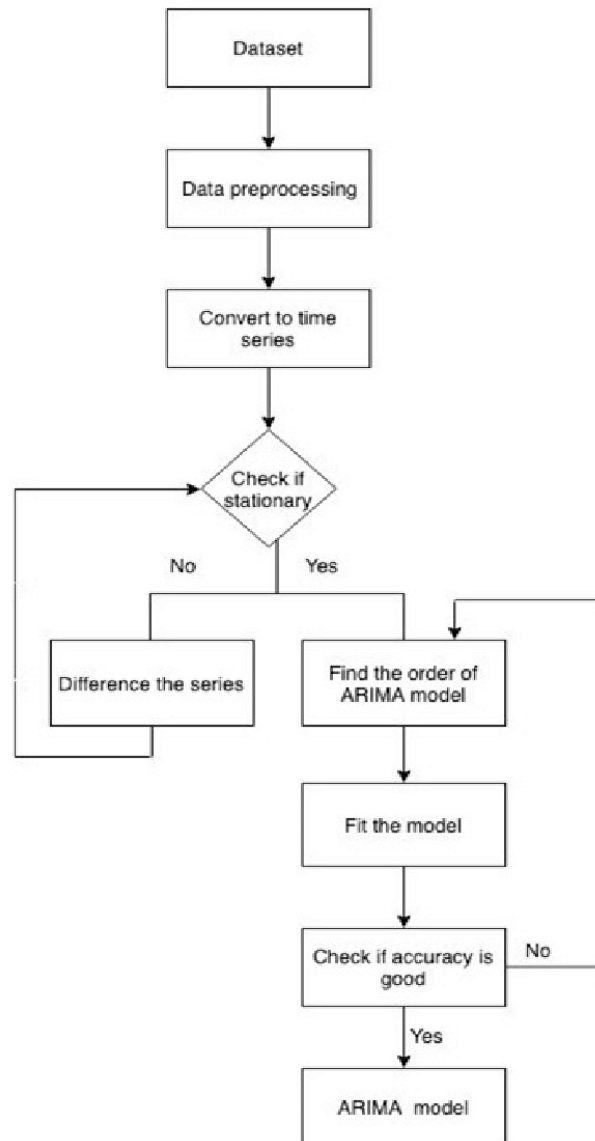 Dataset
Data preprocessing
Convert to time
series
Check if
stationary
No
Yes
Difference the series
Find the order of
ARIMA model
Fit the model
Check if accuracy is
good
No
Yes
ARIMA model